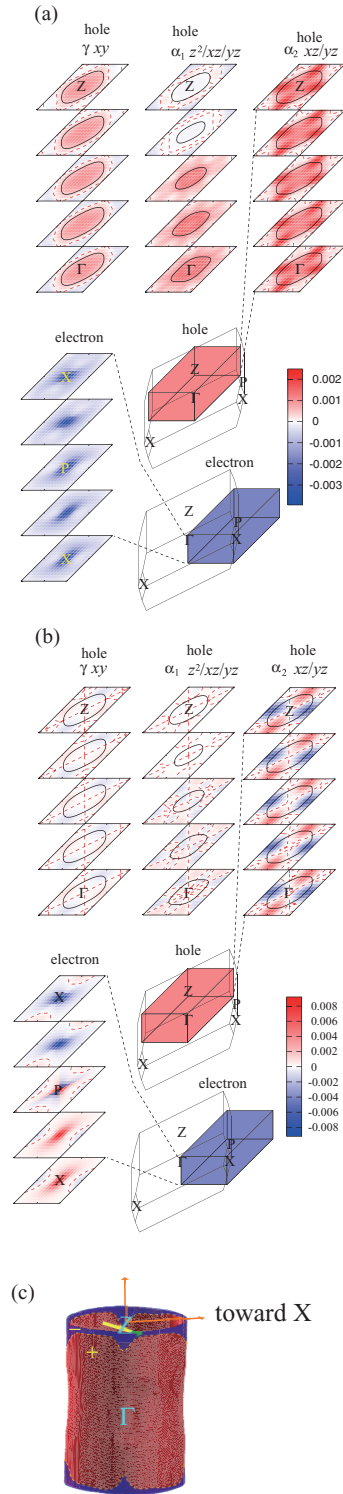 (a)
hole hole hole
γ xy α₁ z²/xz/yz α₂ xz/yz
Z Z Z
Γ Γ Γ
electron
X
P
X
hole
Z
Γ
P
X
X
electron
Z
Γ
P
X
X
0.002
0.001
0
-0.001
-0.002
-0.003
(b)
hole hole hole
γ xy α₁ z²/xz/yz α₂ xz/yz
Z Z Z
Γ Γ Γ
electron
X
P
X
hole
Z
Γ
P
X
X
electron
Z
Γ
P
X
X
0.008
0.006
0.004
0.002
0
-0.002
-0.004
-0.006
-0.008
(c)
toward X
Z
−
+
Γ